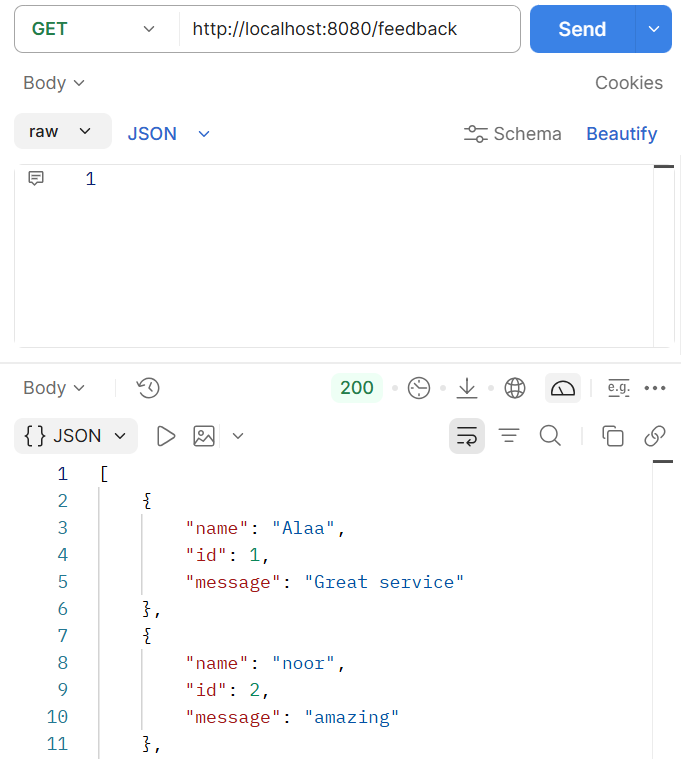 GET http://localhost:8080/feedback Send
Body Cookies
raw JSON Schema Beautify
1
Body 200 e.g.
{} JSON
1 [
2 {
3 "name": "Alaa",
4 "id": 1,
5 "message": "Great service"
6 },
7 {
8 "name": "noor",
9 "id": 2,
10 "message": "amazing"
11 },